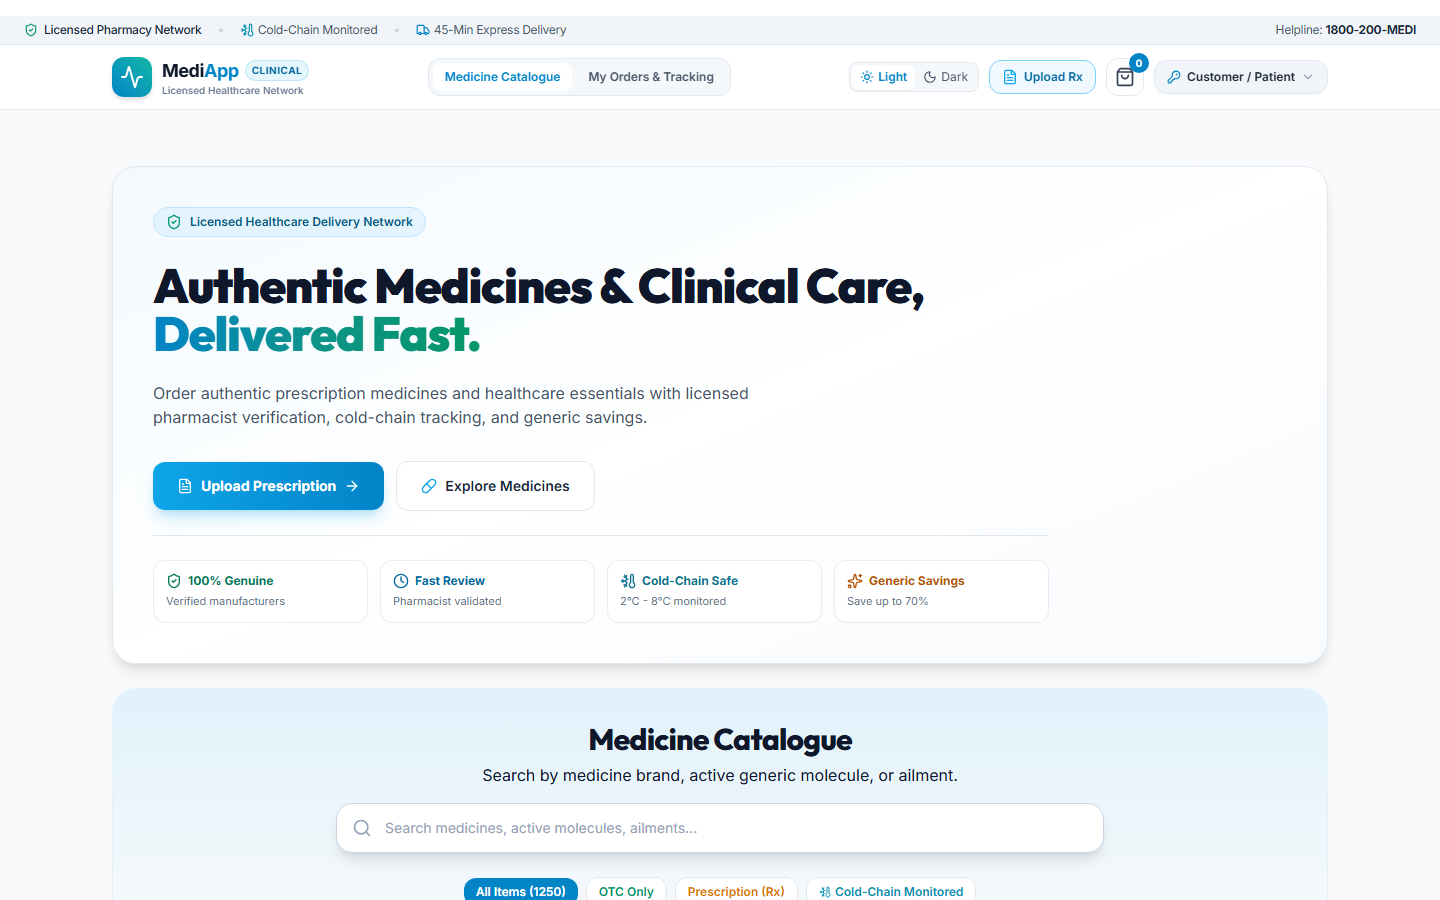 Licensed Pharmacy Network
Cold-Chain Monitored
45-Min Express Delivery
Helpline: 1800-200-MEDI
MediApp CLINICAL
Licensed Healthcare Network
Medicine Catalogue
My Orders & Tracking
Light
Dark
Upload Rx
0
Customer / Patient
Licensed Healthcare Delivery Network
Authentic Medicines & Clinical Care,
Delivered Fast.
Order authentic prescription medicines and healthcare essentials with licensed
pharmacist verification, cold-chain tracking, and generic savings.
Upload Prescription
Explore Medicines
100% Genuine
Verified manufacturers
Fast Review
Pharmacist validated
Cold-Chain Safe
2°C - 8°C monitored
Generic Savings
Save up to 70%
Medicine Catalogue
Search by medicine brand, active generic molecule, or ailment.
Search medicines, active molecules, ailments...
All Items (1250)
OTC Only
Prescription (Rx)
Cold-Chain Monitored